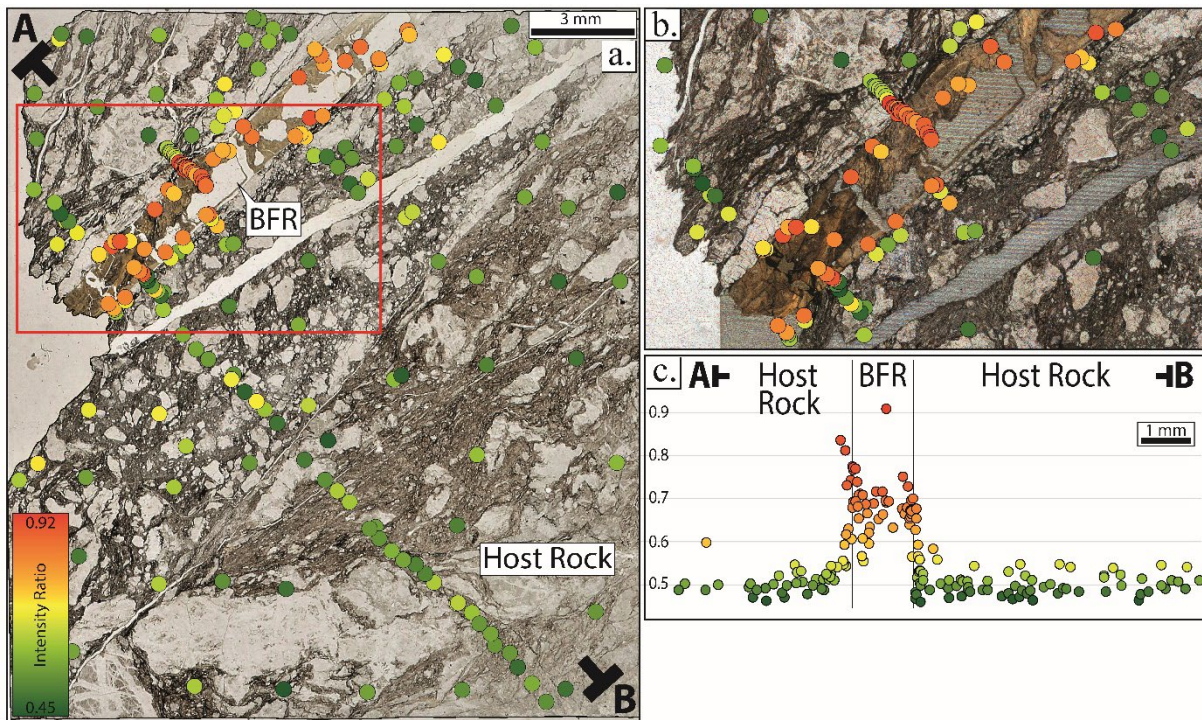 A
3 mm
a.
BFR
Host Rock
0.92
Intensity Ratio
0.45
B
b.
c.
A
Host
Rock
BFR
Host Rock
B
1 mm
0.9
0.8
0.7
0.6
0.5